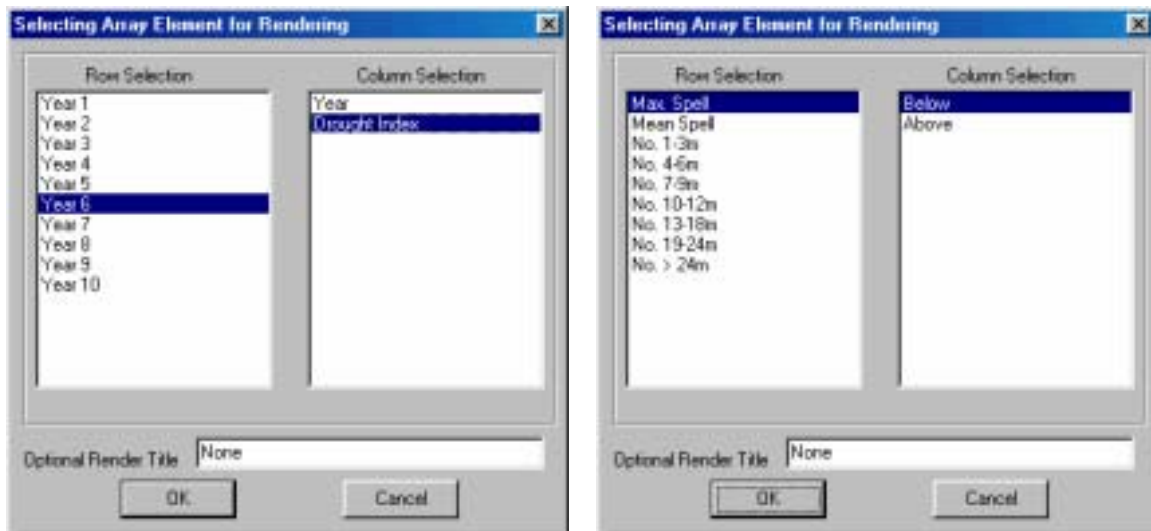 Selecting Array Element for Rendering
Row Selection
Column Selection
Year 1
Year 2
Year 3
Year 4
Year 5
Year 6
Year 7
Year 8
Year 9
Year 10
Year
Drought Index
Optional Render Title
None
OK
Cancel
Selecting Array Element for Rendering
Row Selection
Column Selection
Max. Spell
Mean Spell
No. 1-3m
No. 4-6m
No. 7-9m
No. 10-12m
No. 13-18m
No. 19-24m
No. > 24m
Below
Above
Optional Render Title
None
OK
Cancel